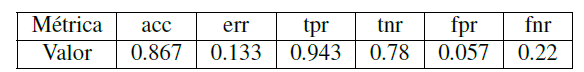 Métrica acc err tpr tnr fpr fnr
Valor 0.867 0.133 0.943 0.78 0.057 0.22